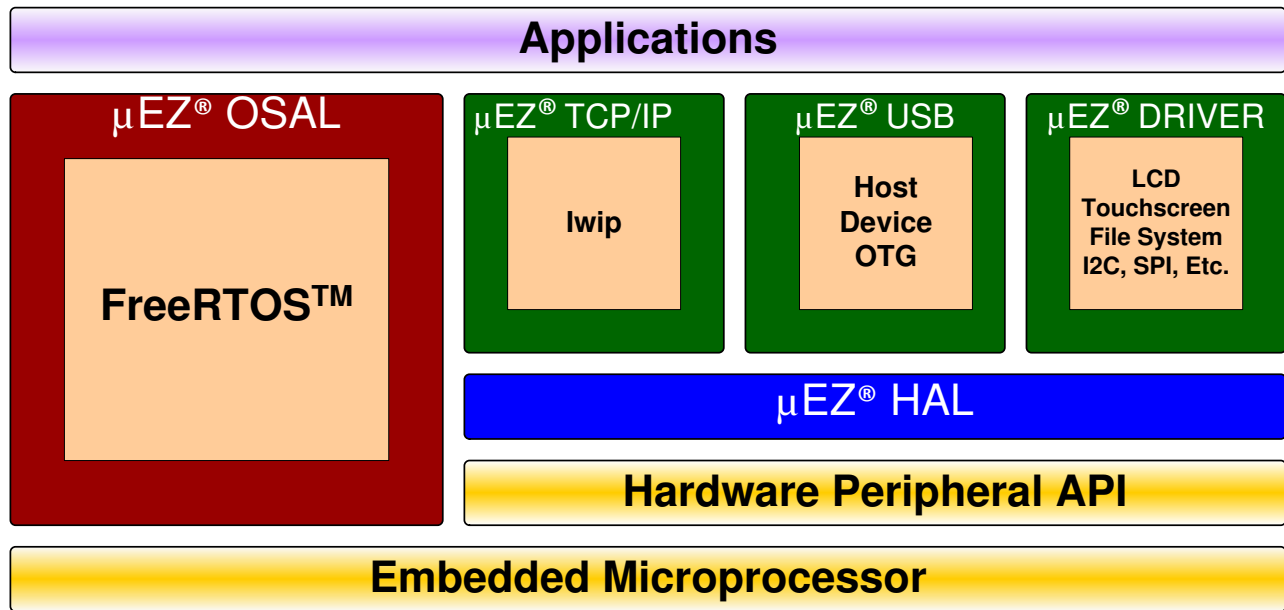 Applications
μEZ® OSAL
FreeRTOS™
μEZ® TCP/IP
lwip
μEZ® USB
Host
Device
OTG
μEZ® DRIVER
LCD
Touchscreen
File System
I2C, SPI, Etc.
μEZ® HAL
Hardware Peripheral API
Embedded Microprocessor